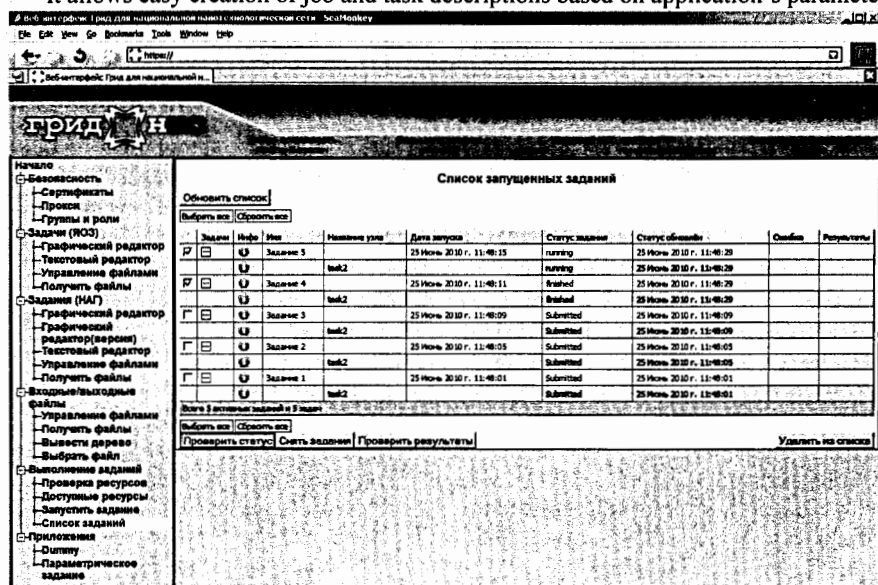 It allows easy creation of job and task descriptions based on application's paramete
Веб-интерфейс Грид для национальной нанотехнологической сети - SeaMonkey
File Edit View Go Bookmarks Tools Window Help
https://
Веб-интерфейс Грид для национальной н...
гридннс
Начало
Безопасность
Сертификаты
Прокси
Группы и роли
Задачи (ЯОЗ)
Графический редактор
Текстовый редактор
Управление файлами
Получить файлы
Задания (НАГ)
Графический редактор
Графический
редактор(версия)
Текстовый редактор
Управление файлами
Получить файлы
Входные/выходные
файлы
Управление файлами
Получить файлы
Вывести дерево
Выбрать файл
Выполнение заданий
Проверка ресурсов
Доступные ресурсы
Запустить задание
Список заданий
Приложения
Dummy
Параметрическое
задание
Список запущенных заданий
Обновить список
Выбрать все Сбросить все
Задачи Инфо Имя Название узла Дата запуска Статус задания Статус обновлён Ошибка Результаты
Задание 5 25 Июнь 2010 г. 11:48:15 running 25 Июнь 2010 г. 11:48:29
task2 running 25 Июнь 2010 г. 11:48:29
Задание 4 25 Июнь 2010 г. 11:48:11 finished 25 Июнь 2010 г. 11:48:29
task2 finished 25 Июнь 2010 г. 11:48:29
Задание 3 25 Июнь 2010 г. 11:48:09 Submitted 25 Июнь 2010 г. 11:48:09
task2 Submitted 25 Июнь 2010 г. 11:48:09
Задание 2 25 Июнь 2010 г. 11:48:05 Submitted 25 Июнь 2010 г. 11:48:05
task2 Submitted 25 Июнь 2010 г. 11:48:05
Задание 1 25 Июнь 2010 г. 11:48:01 Submitted 25 Июнь 2010 г. 11:48:01
task2 Submitted 25 Июнь 2010 г. 11:48:01
Всего 5 активных заданий и 5 задач
Выбрать все Сбросить все
Проверить статус Снять задания Проверить результаты Удалить из списка